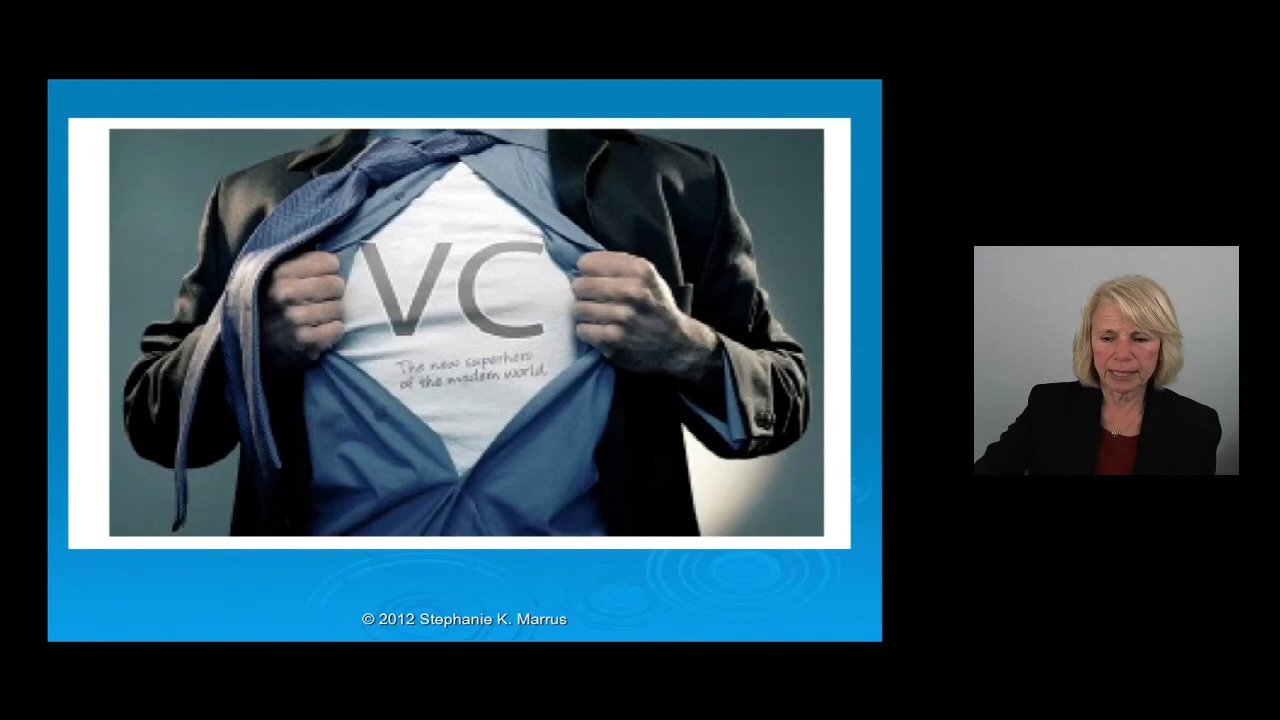 VC
The new superhero
of the modern world.
© 2012 Stephanie K. Marrus